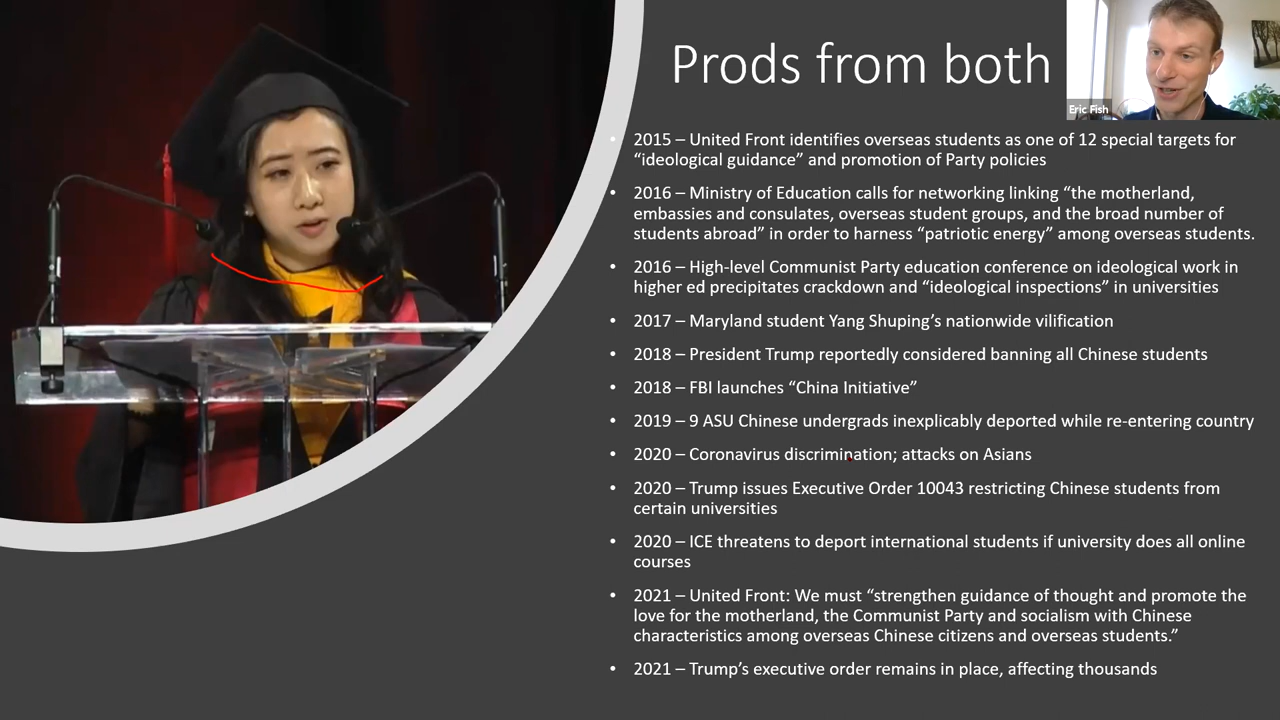 Prods from both
Eric Fish
• 2015 – United Front identifies overseas students as one of 12 special targets for
“ideological guidance” and promotion of Party policies
• 2016 – Ministry of Education calls for networking linking “the motherland,
embassies and consulates, overseas student groups, and the broad number of
students abroad” in order to harness “patriotic energy” among overseas students.
• 2016 – High-level Communist Party education conference on ideological work in
higher ed precipitates crackdown and “ideological inspections” in universities
• 2017 – Maryland student Yang Shuping’s nationwide vilification
• 2018 – President Trump reportedly considered banning all Chinese students
• 2018 – FBI launches “China Initiative”
• 2019 – 9 ASU Chinese undergrads inexplicably deported while re-entering country
• 2020 – Coronavirus discrimination; attacks on Asians
• 2020 – Trump issues Executive Order 10043 restricting Chinese students from
certain universities
• 2020 – ICE threatens to deport international students if university does all online
courses
• 2021 – United Front: We must “strengthen guidance of thought and promote the
love for the motherland, the Communist Party and socialism with Chinese
characteristics among overseas Chinese citizens and overseas students.”
• 2021 – Trump’s executive order remains in place, affecting thousands